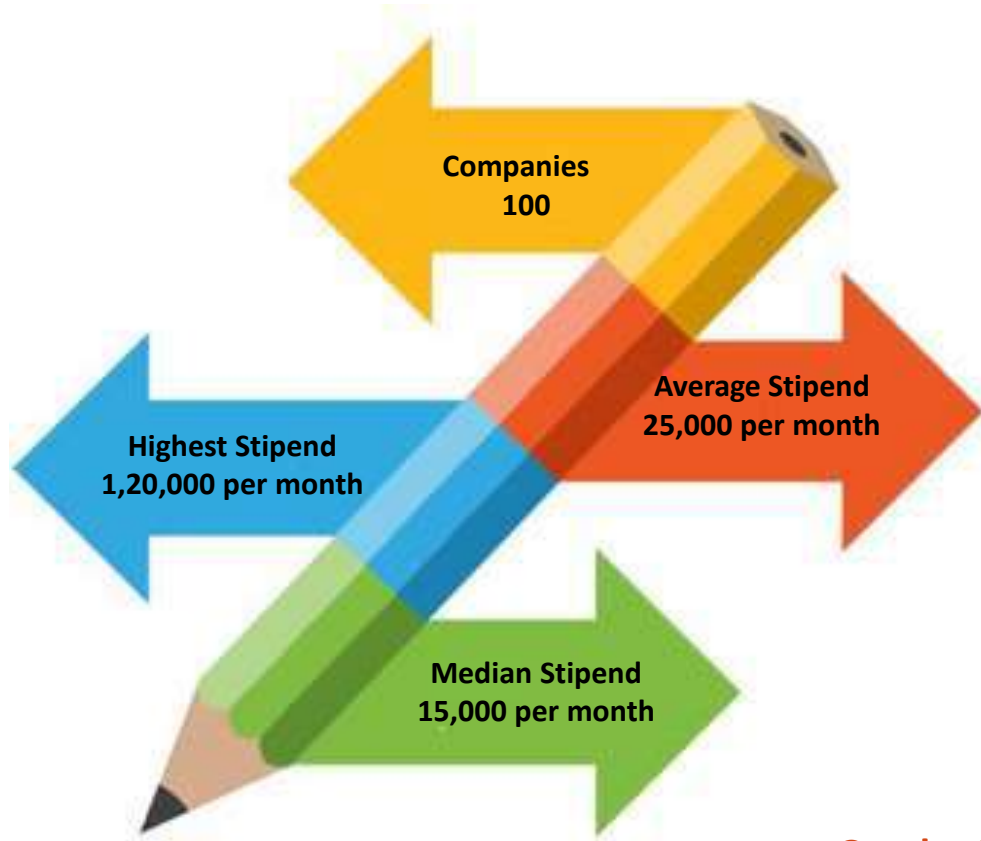 Companies
100
Average Stipend
25,000 per month
Highest Stipend
1,20,000 per month
Median Stipend
15,000 per month